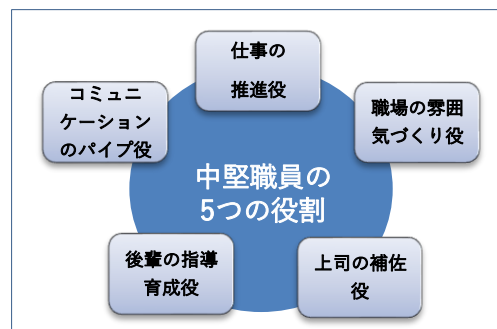 仕事の
推進役
コミュニ
ケーション
のパイプ役
職場の雰囲
気づくり役
中堅職員の
5つの役割
後輩の指導
育成役
上司の補佐
役